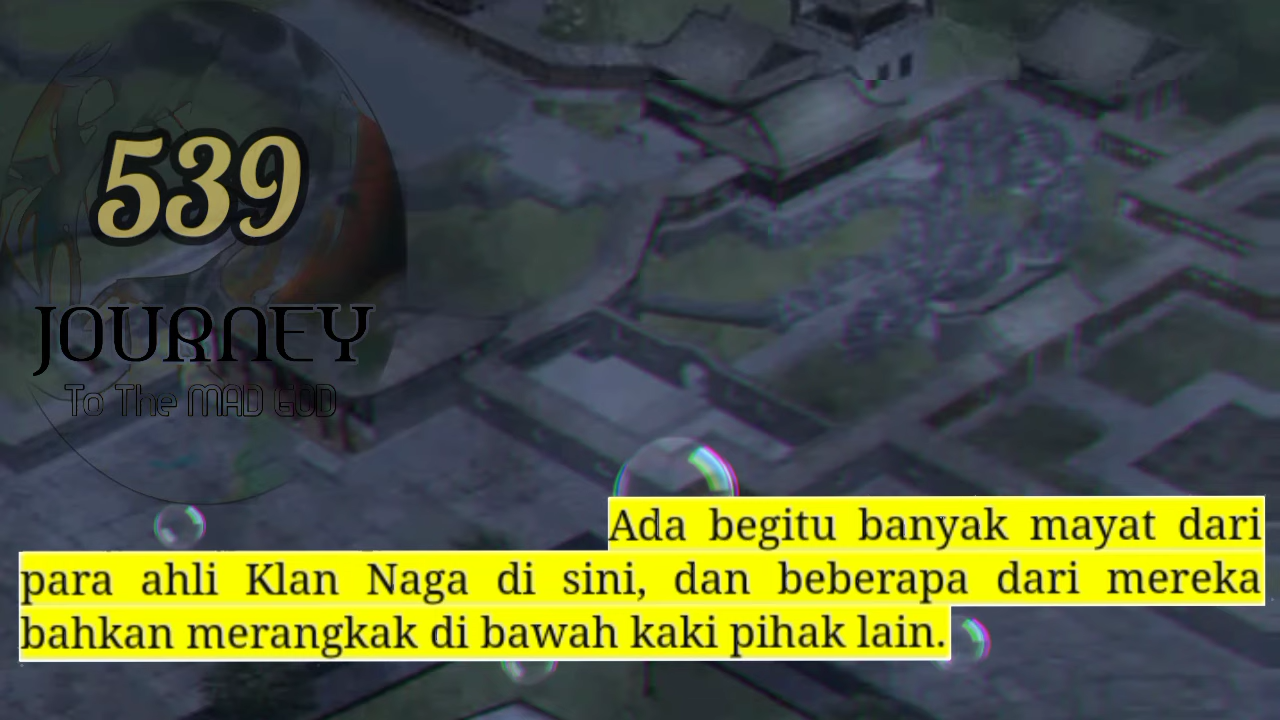 539
JOURNEY
To The MAD GOD
Ada begitu banyak mayat dari
para ahli Klan Naga di sini, dan beberapa dari mereka
bahkan merangkak di bawah kaki pihak lain.